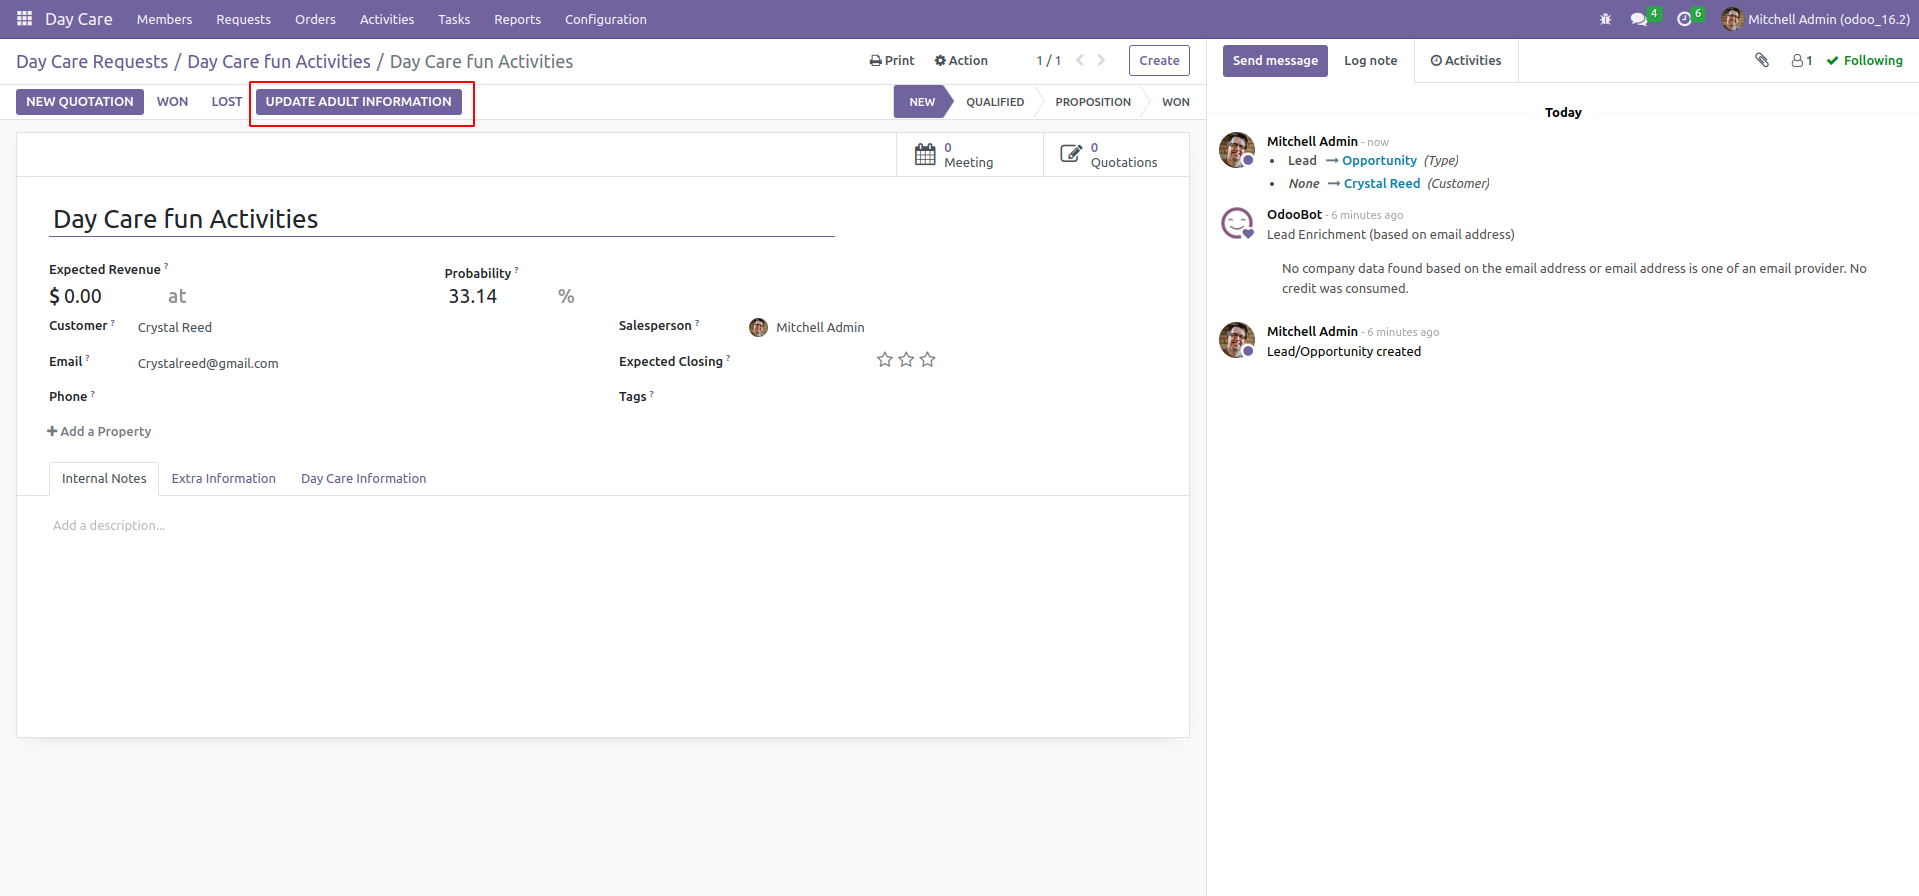 Day Care Members Requests Orders Activities Tasks Reports Configuration 4 6 Mitchell Admin (odoo_16.2)
Day Care Requests / Day Care fun Activities / Day Care fun Activities Print Action 1 / 1 Create
NEW QUOTATION WON LOST UPDATE ADULT INFORMATION NEW QUALIFIED PROPOSITION WON
0
Meeting
0
Quotations
Day Care fun Activities
Expected Revenue ?
Probability ?
$ 0.00 at 33.14 %
Customer ? Crystal Reed Salesperson ? Mitchell Admin
Email ? Crystalreed@gmail.com Expected Closing ?
Phone ? Tags ?
Add a Property
Internal Notes Extra Information Day Care Information
Add a description...
Send message Log note Activities 1 Following
Today
Mitchell Admin - now
• Lead → Opportunity (Type)
• None → Crystal Reed (Customer)
OdooBot - 6 minutes ago
Lead Enrichment (based on email address)
No company data found based on the email address or email address is one of an email provider. No
credit was consumed.
Mitchell Admin - 6 minutes ago
Lead/Opportunity created